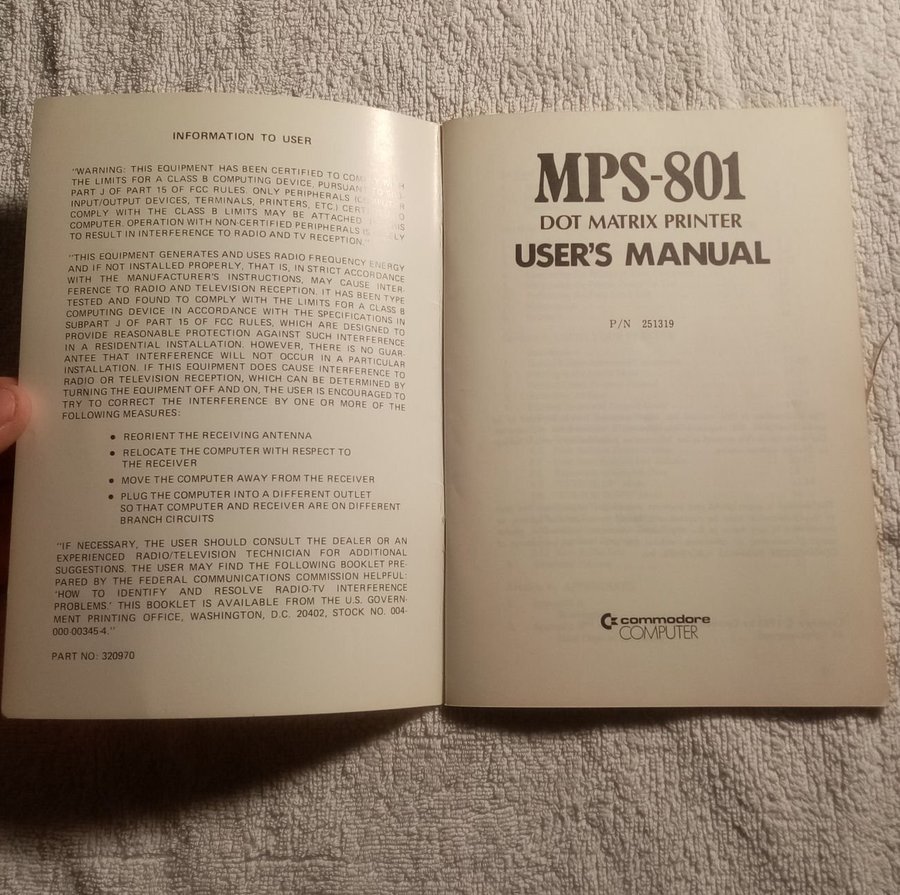 INFORMATION TO USER
"WARNING: THIS EQUIPMENT HAS BEEN CERTIFIED TO
THE LIMITS FOR A CLASS B COMPUTING DEVICE, PURSUANT
PART J OF PART 15 OF FCC RULES. ONLY PERIPHERALS
INPUT/OUTPUT DEVICES, TERMINALS, PRINTERS, ETC.)
COMPLY WITH THE CLASS B LIMITS MAY BE ATTACHED
COMPUTER. OPERATION WITH NON-CERTIFIED PERIPHERALS
TO RESULT IN INTERFERENCE TO RADIO AND TV RECEPTION."
"THIS EQUIPMENT GENERATES AND USES RADIO FREQUENCY ENERGY
AND IF NOT INSTALLED PROPERLY, THAT IS, IN STRICT ACCORDANCE
WITH THE MANUFACTURER'S INSTRUCTIONS, MAY CAUSE INTER-
FERENCE TO RADIO AND TELEVISION RECEPTION. IT HAS BEEN TYPE
TESTED AND FOUND TO COMPLY WITH THE LIMITS FOR A CLASS B
COMPUTING DEVICE IN ACCORDANCE WITH THE SPECIFICATIONS IN
SUBPART J OF PART 15 OF FCC RULES, WHICH ARE DESIGNED TO
PROVIDE REASONABLE PROTECTION AGAINST SUCH INTERFERENCE
IN A RESIDENTIAL INSTALLATION. HOWEVER, THERE IS NO GUAR-
ANTEE THAT INTERFERENCE WILL NOT OCCUR IN A PARTICULAR
INSTALLATION. IF THIS EQUIPMENT DOES CAUSE INTERFERENCE TO
RADIO OR TELEVISION RECEPTION, WHICH CAN BE DETERMINED BY
TURNING THE EQUIPMENT OFF AND ON, THE USER IS ENCOURAGED TO
TRY TO CORRECT THE INTERFERENCE BY ONE OR MORE OF THE
FOLLOWING MEASURES:
• REORIENT THE RECEIVING ANTENNA
• RELOCATE THE COMPUTER WITH RESPECT TO
THE RECEIVER
• MOVE THE COMPUTER AWAY FROM THE RECEIVER
• PLUG THE COMPUTER INTO A DIFFERENT OUTLET
SO THAT COMPUTER AND RECEIVER ARE ON DIFFERENT
BRANCH CIRCUITS
"IF NECESSARY, THE USER SHOULD CONSULT THE DEALER OR AN
EXPERIENCED RADIO/TELEVISION TECHNICIAN FOR ADDITIONAL
SUGGESTIONS. THE USER MAY FIND THE FOLLOWING BOOKLET PRE-
PARED BY THE FEDERAL COMMUNICATIONS COMMISSION HELPFUL:
'HOW TO IDENTIFY AND RESOLVE RADIO-TV INTERFERENCE
PROBLEMS.' THIS BOOKLET IS AVAILABLE FROM THE U.S. GOVERN-
MENT PRINTING OFFICE, WASHINGTON, D.C. 20402, STOCK NO. 004-
000-00345-4."
PART NO: 320970
MPS-801
DOT MATRIX PRINTER
USER'S MANUAL
P/N 251319
commodore
COMPUTER